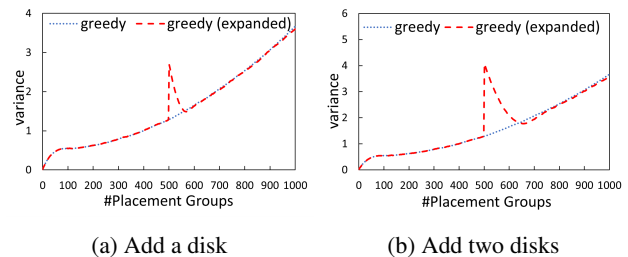 greedy greedy (expanded)
4
3
2
1
0
variance
0 100 200 300 400 500 600 700 800 900 1000
#Placement Groups
(a) Add a disk
greedy greedy (expanded)
6
5
4
3
2
1
0
variance
0 100 200 300 400 500 600 700 800 900 1000
#Placement Groups
(b) Add two disks